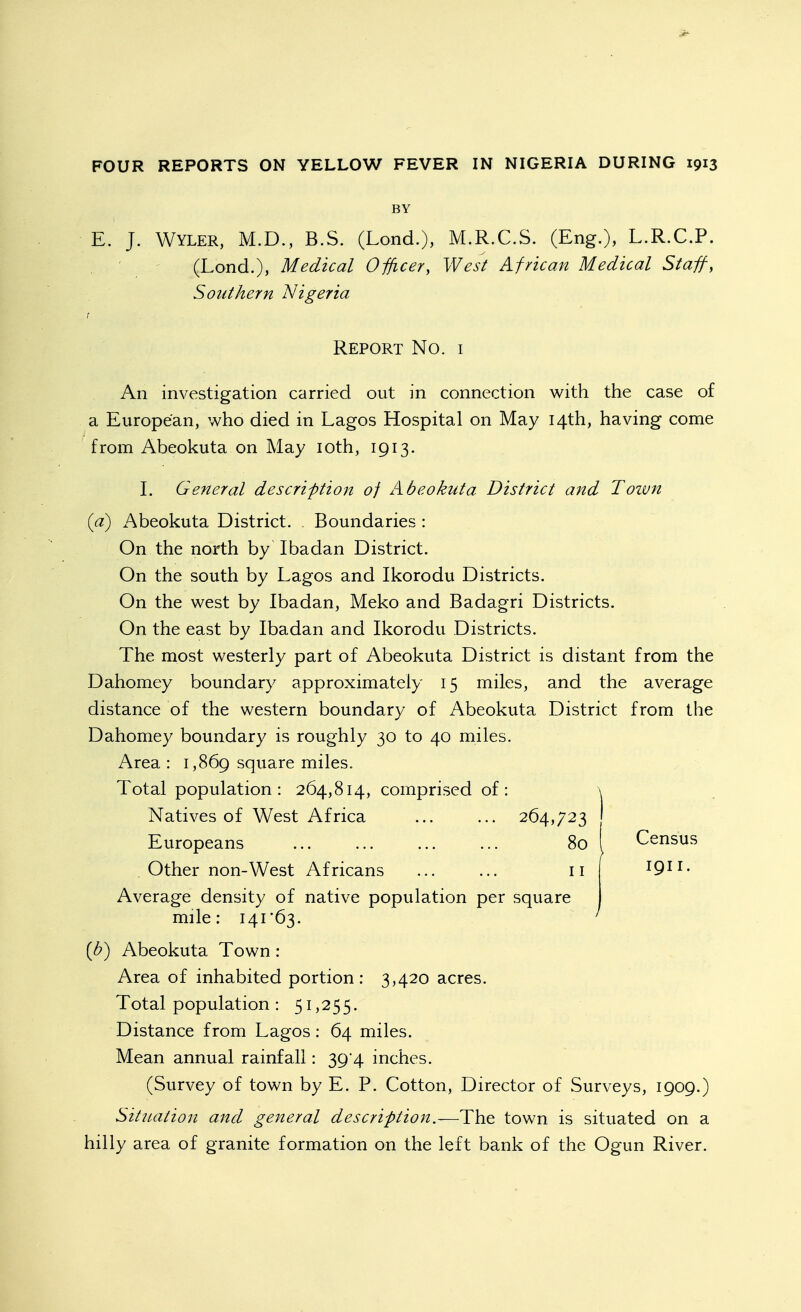 FOUR REPORTS ON YELLOW FEVER IN NIGERIA DURING 1913
BY
E. J. WYLER, M.D., B.S. (Lond.), M.R.C.S. (Eng.), L.R.C.P.
(Lond.), Medical Officer, West African Medical Staff,
Southern Nigeria
REPORT NO. 1
An investigation carried out in connection with the case of
a European, who died in Lagos Hospital on May 14th, having come
from Abeokuta on May 10th, 1913.
I. General description of Abeokuta District and Town
(a) Abeokuta District. Boundaries :
On the north by Ibadan District.
On the south by Lagos and Ikorodu Districts.
On the west by Ibadan, Meko and Badagri Districts.
On the east by Ibadan and Ikorodu Districts.
The most westerly part of Abeokuta District is distant from the
Dahomey boundary approximately 15 miles, and the average
distance of the western boundary of Abeokuta District from the
Dahomey boundary is roughly 30 to 40 miles.
Area : 1,869 square miles.
Total population : 264,814, comprised of :
Natives of West Africa ... ... 264,723
Europeans ... ... ... ... 80
Other non-West Africans ... ... 11
Average density of native population per square
mile : 141·63.
Census
1911.
(b) Abeokuta Town :
Area of inhabited portion : 3,420 acres.
Total population : 51,255.
Distance from Lagos : 64 miles.
Mean annual rainfall : 39·4 inches.
(Survey of town by E. P. Cotton, Director of Surveys, 1909.)
Situation and general description.—The town is situated on a
hilly area of granite formation on the left bank of the Ogun River.